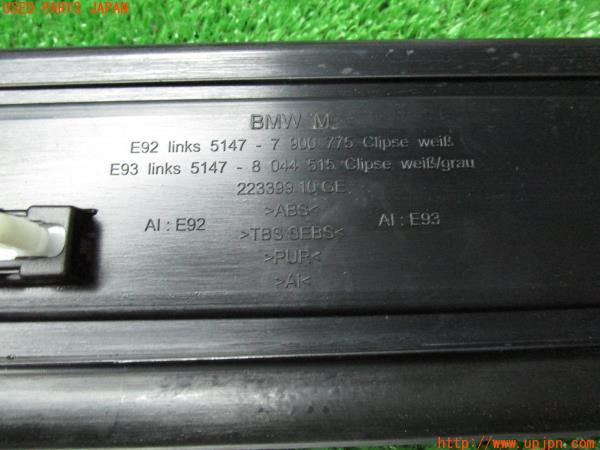 USED PARTS JAPAN
BMW M.
E92 links 5147 - 7 900 775 Clipse weiß
E93 links 5147 - 8 044 515 Clipse weiß/grau
223399 10 GE.
>ABS<
AI : E92
AI : E93
>TBS SEBS<
>PUR<
>AI<
http://www.upjpn.com/